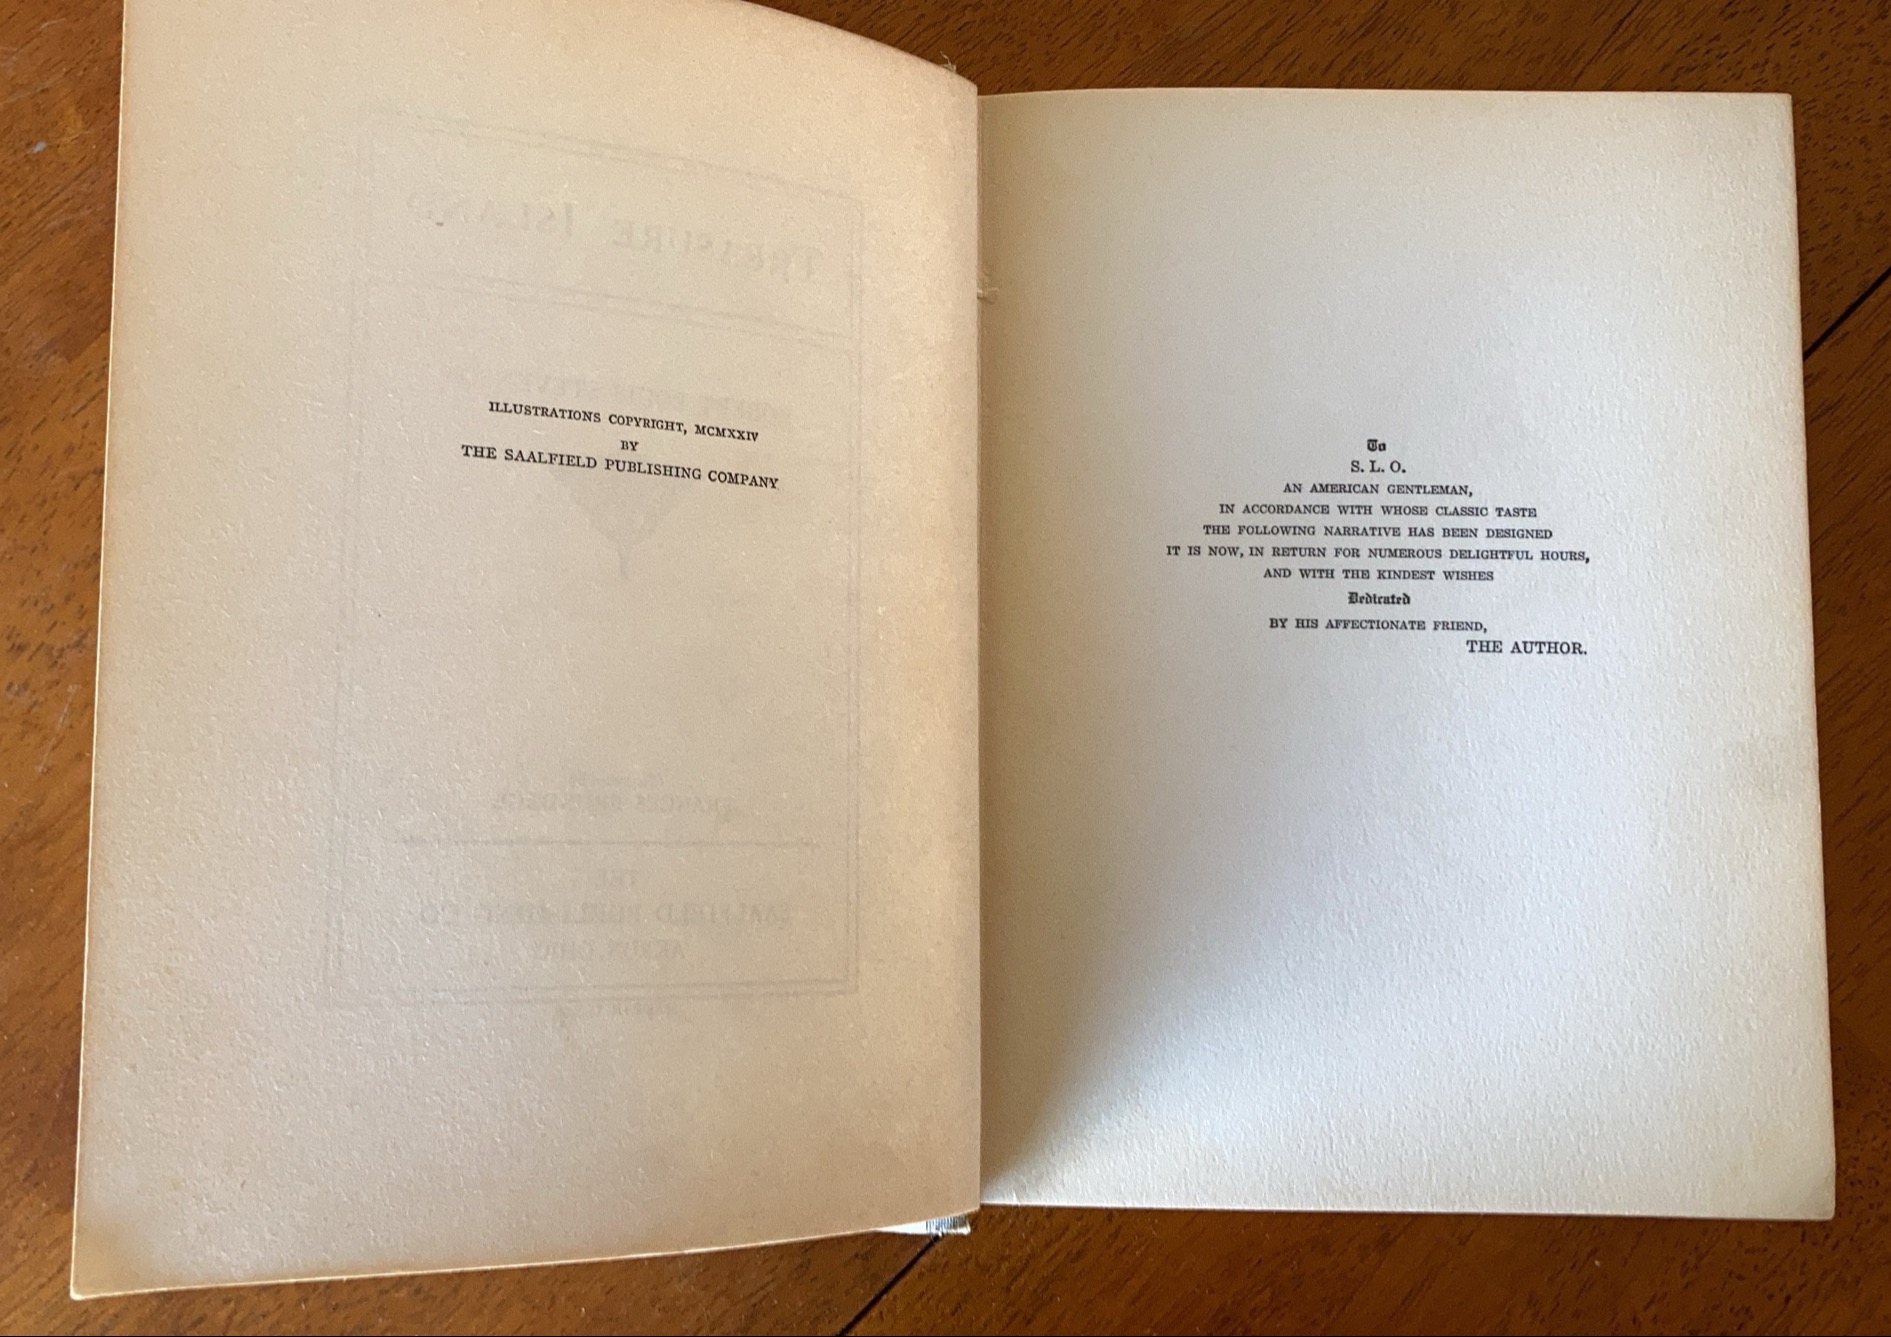 ILLUSTRATIONS COPYRIGHT, MCMXXIV
BY
THE SAALFIELD PUBLISHING COMPANY
TREASURE ISLAND
To
S. L. O.
AN AMERICAN GENTLEMAN,
IN ACCORDANCE WITH WHOSE CLASSIC TASTE
THE FOLLOWING NARRATIVE HAS BEEN DESIGNED
IT IS NOW, IN RETURN FOR NUMEROUS DELIGHTFUL HOURS,
AND WITH THE KINDEST WISHES
Dedicated
BY HIS AFFECTIONATE FRIEND,
THE AUTHOR.